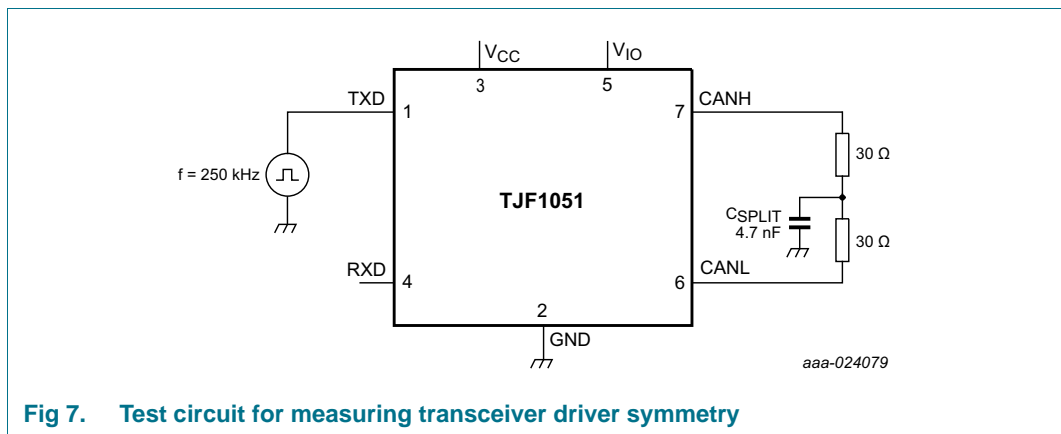 VCC
VIO
3
5
TXD
1
7
CANH
30 Ω
f = 250 kHz
TJF1051
CSPLIT
4.7 nF
30 Ω
RXD
4
6
CANL
2
GND
aaa-024079
Fig 7. Test circuit for measuring transceiver driver symmetry